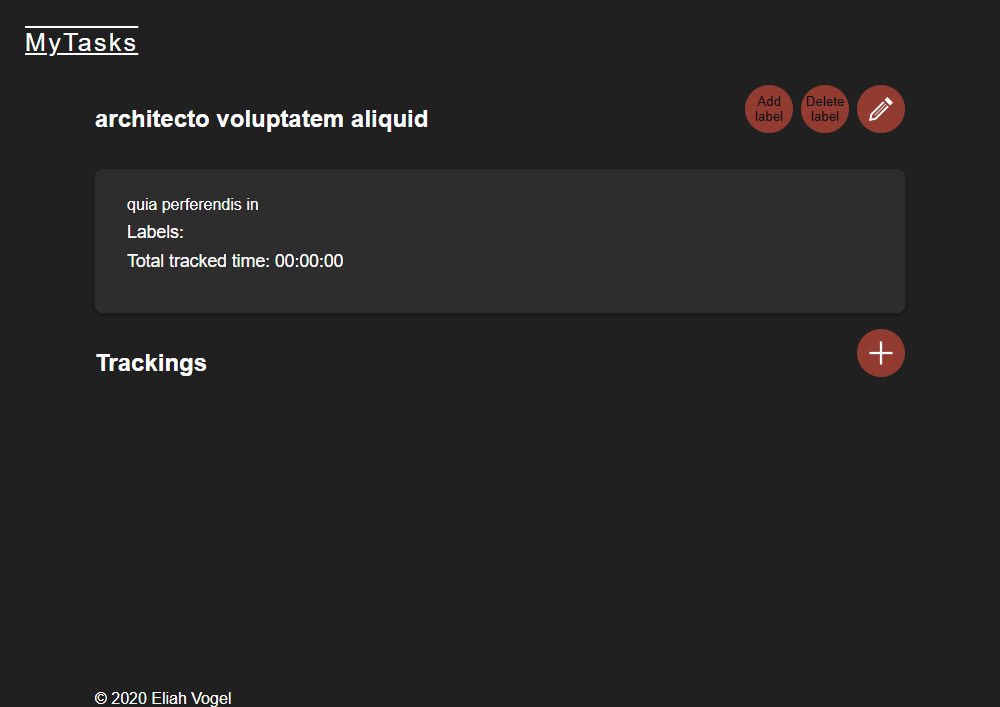 MyTasks
architecto voluptatem aliquid
Add
label
Delete
label
quia perferendis in
Labels:
Total tracked time: 00:00:00
Trackings
© 2020 Eliah Vogel